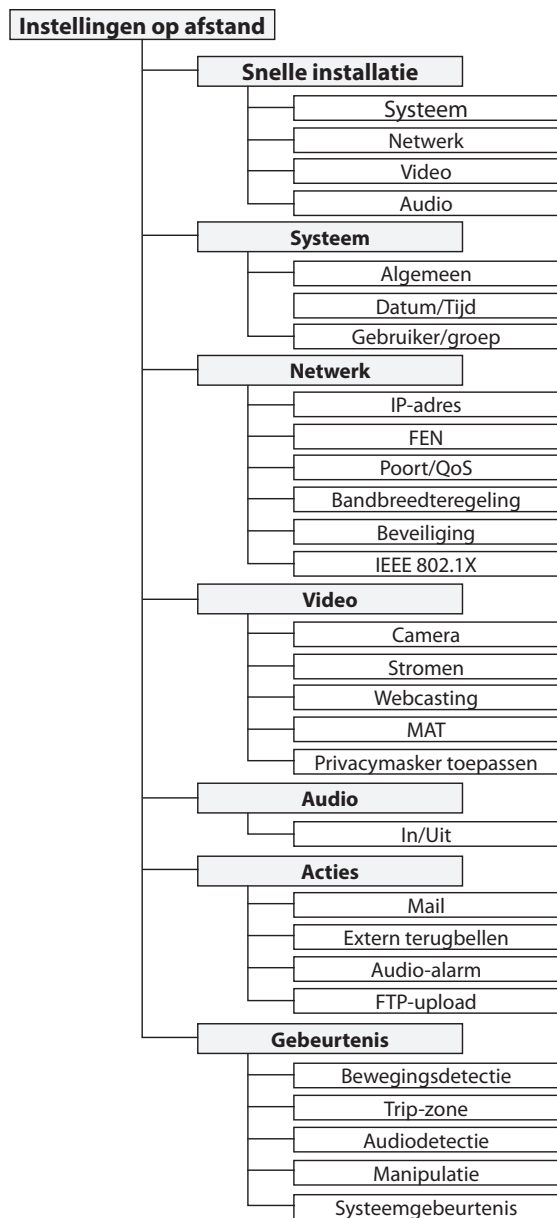 Instellingen op afstand
Snelle installatie
Systeem
Netwerk
Video
Audio
Systeem
Algemeen
Datum/Tijd
Gebruiker/groep
Netwerk
IP-adres
FEN
Poort/QoS
Bandbreedteregeling
Beveiliging
IEEE 802.1X
Video
Camera
Stromen
Webcasting
MAT
Privacymasker toepassen
Audio
In/Uit
Acties
Mail
Extern terugbellen
Audio-alarm
FTP-upload
Gebeurtenis
Bewegingsdetectie
Trip-zone
Audiodetectie
Manipulatie
Systeemgebeurtenis